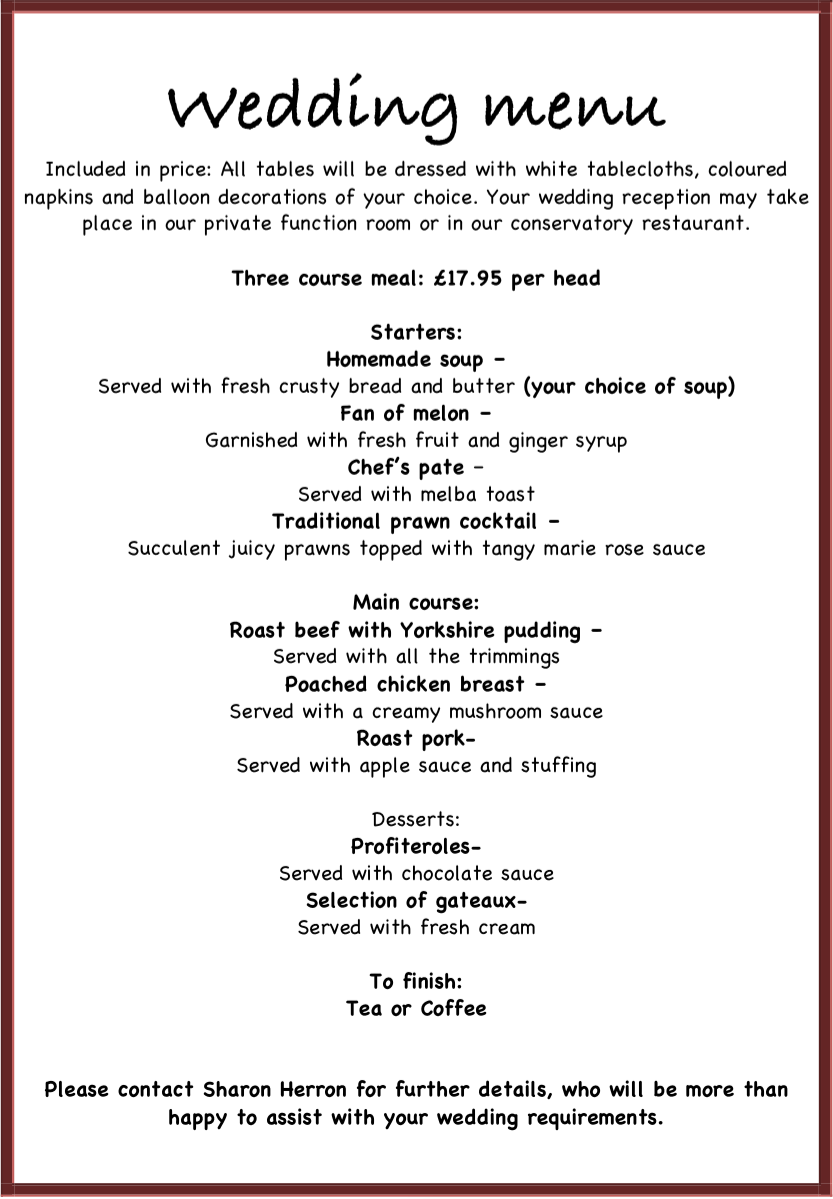 Wedding menu
Included in price: All tables will be dressed with white tablecloths, coloured
napkins and balloon decorations of your choice. Your wedding reception may take
place in our private function room or in our conservatory restaurant.
Three course meal: £17.95 per head
Starters:
Homemade soup –
Served with fresh crusty bread and butter (your choice of soup)
Fan of melon –
Garnished with fresh fruit and ginger syrup
Chef’s pate –
Served with melba toast
Traditional prawn cocktail –
Succulent juicy prawns topped with tangy marie rose sauce
Main course:
Roast beef with Yorkshire pudding –
Served with all the trimmings
Poached chicken breast –
Served with a creamy mushroom sauce
Roast pork-
Served with apple sauce and stuffing
Desserts:
Profiteroles-
Served with chocolate sauce
Selection of gateaux-
Served with fresh cream
To finish:
Tea or Coffee
Please contact Sharon Herron for further details, who will be more than
happy to assist with your wedding requirements.